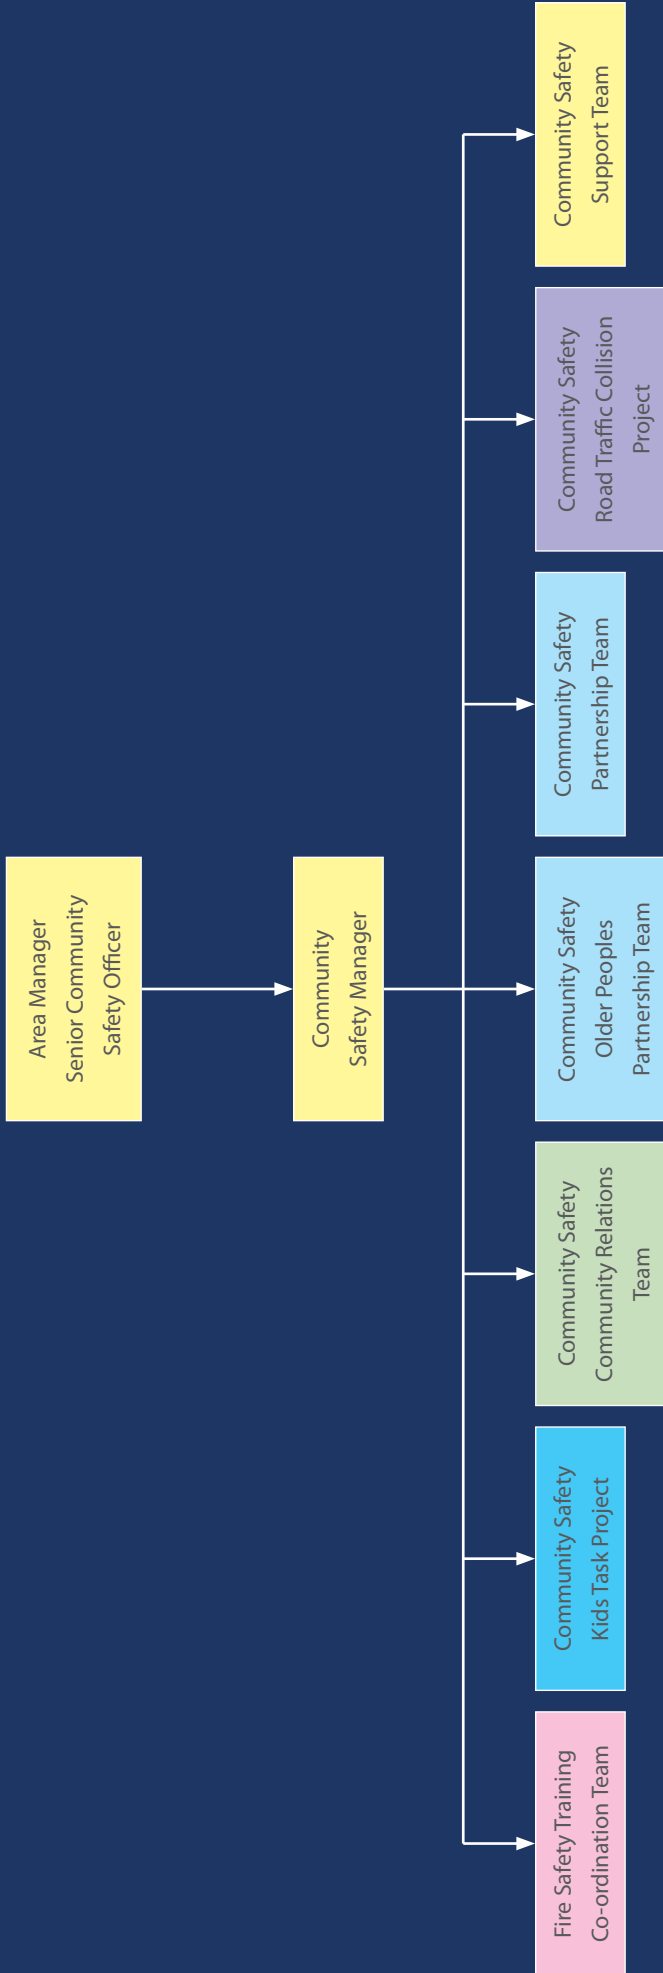 Area Manager
Senior Community
Safety Officer
Community
Safety Manager
Fire Safety Training
Co-ordination Team
Community Safety
Kids Task Project
Community Safety
Community Relations
Team
Community Safety
Older Peoples
Partnership Team
Community Safety
Partnership Team
Community Safety
Road Traffic Collision
Project
Community Safety
Support Team